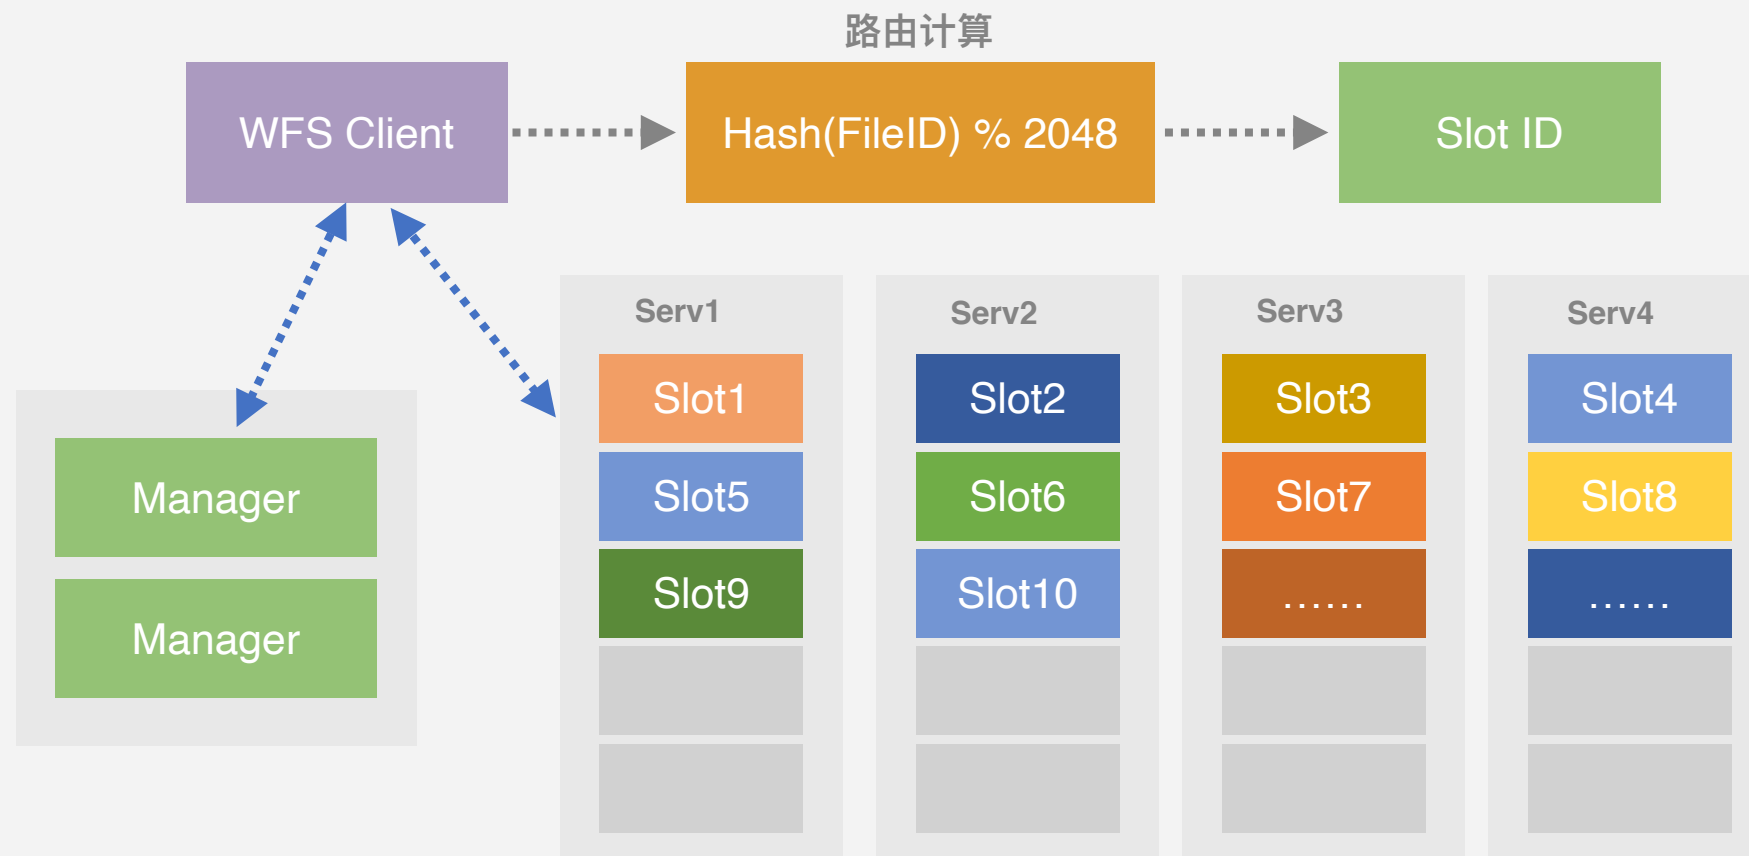 路由计算
WFS Client
Hash(FileID) % 2048
Slot ID
Manager
Manager
Serv1
Slot1
Slot5
Slot9
Serv2
Slot2
Slot6
Slot10
Serv3
Slot3
Slot7
……
Serv4
Slot4
Slot8
……